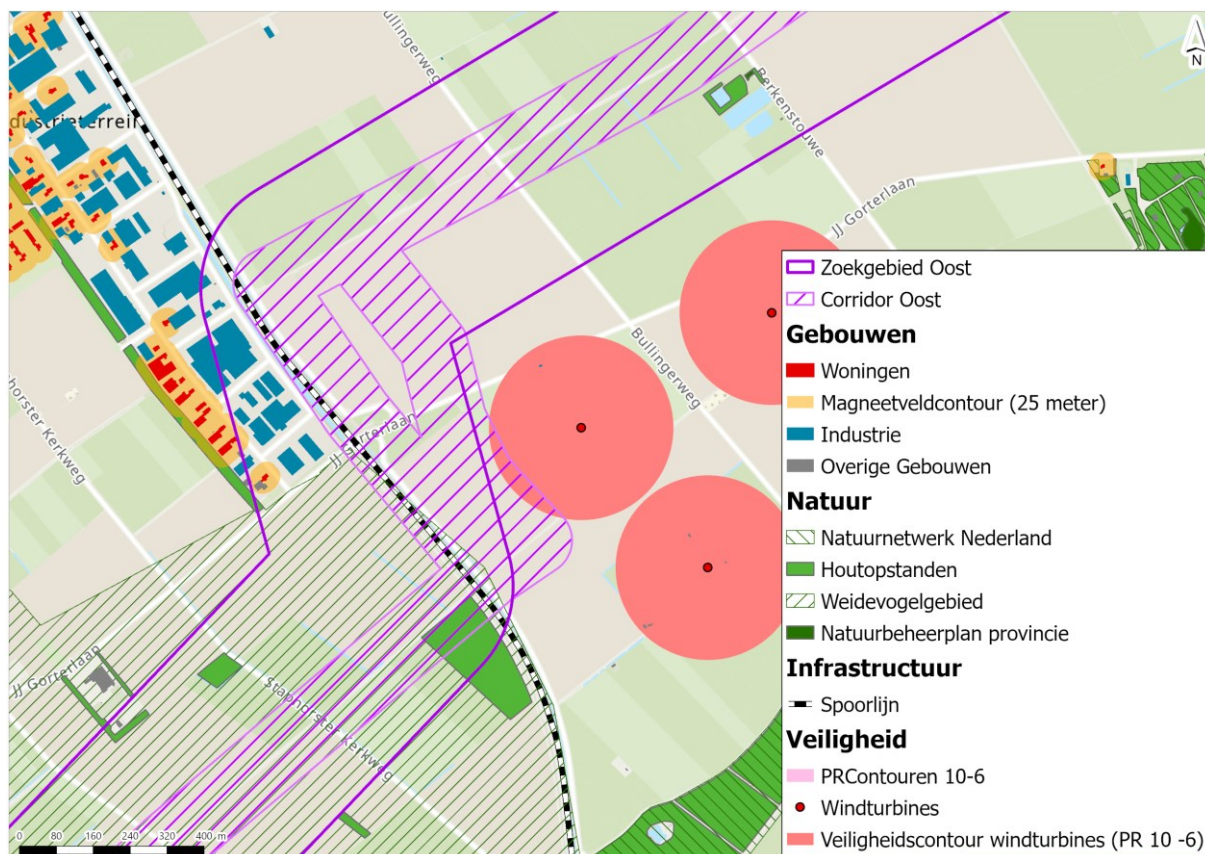 Bullingerweg
N
Berkenstouwe
dustrieterrein
JJ Gorterlaan
Zoekgebied Oost
Corridor Oost
Gebouwen
Woningen
Magneetveldcontour (25 meter)
Industrie
Overige Gebouwen
Natuur
Natuurnetwerk Nederland
Houtopstanden
Weidevogelgebied
Natuurbeheerplan provincie
Infrastructuur
Spoorlijn
Veiligheid
PRContouren 10-6
Windturbines
Veiligheidscontour windturbines (PR 10 -6)
Bullingerweg
JJ Gorterlaan
horster Kerkweg
JJ Gorterlaan
Staphorster Kerkweg
0 80 160 240 320 400 m